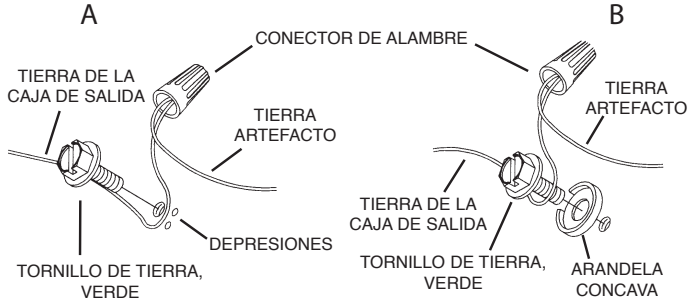 A
B
CONECTOR DE ALAMBRE
TIERRA DE LA
CAJA DE SALIDA
TIERRA
ARTEFACTO
DEPRESIONES
TORNILLO DE TIERRA,
VERDE
TIERRA
ARTEFACTO
TIERRA DE LA
CAJA DE SALIDA
TORNILLO DE TIERRA,
VERDE
ARANDELA
CONCAVA